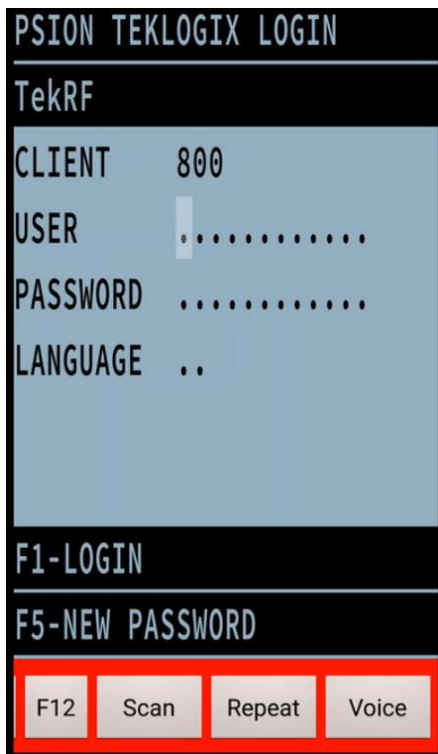 PSION TEKLOGIX LOGIN
TekRF
CLIENT 800
USER ............
PASSWORD ............
LANGUAGE ..
F1-LOGIN
F5-NEW PASSWORD
F12 Scan Repeat Voice